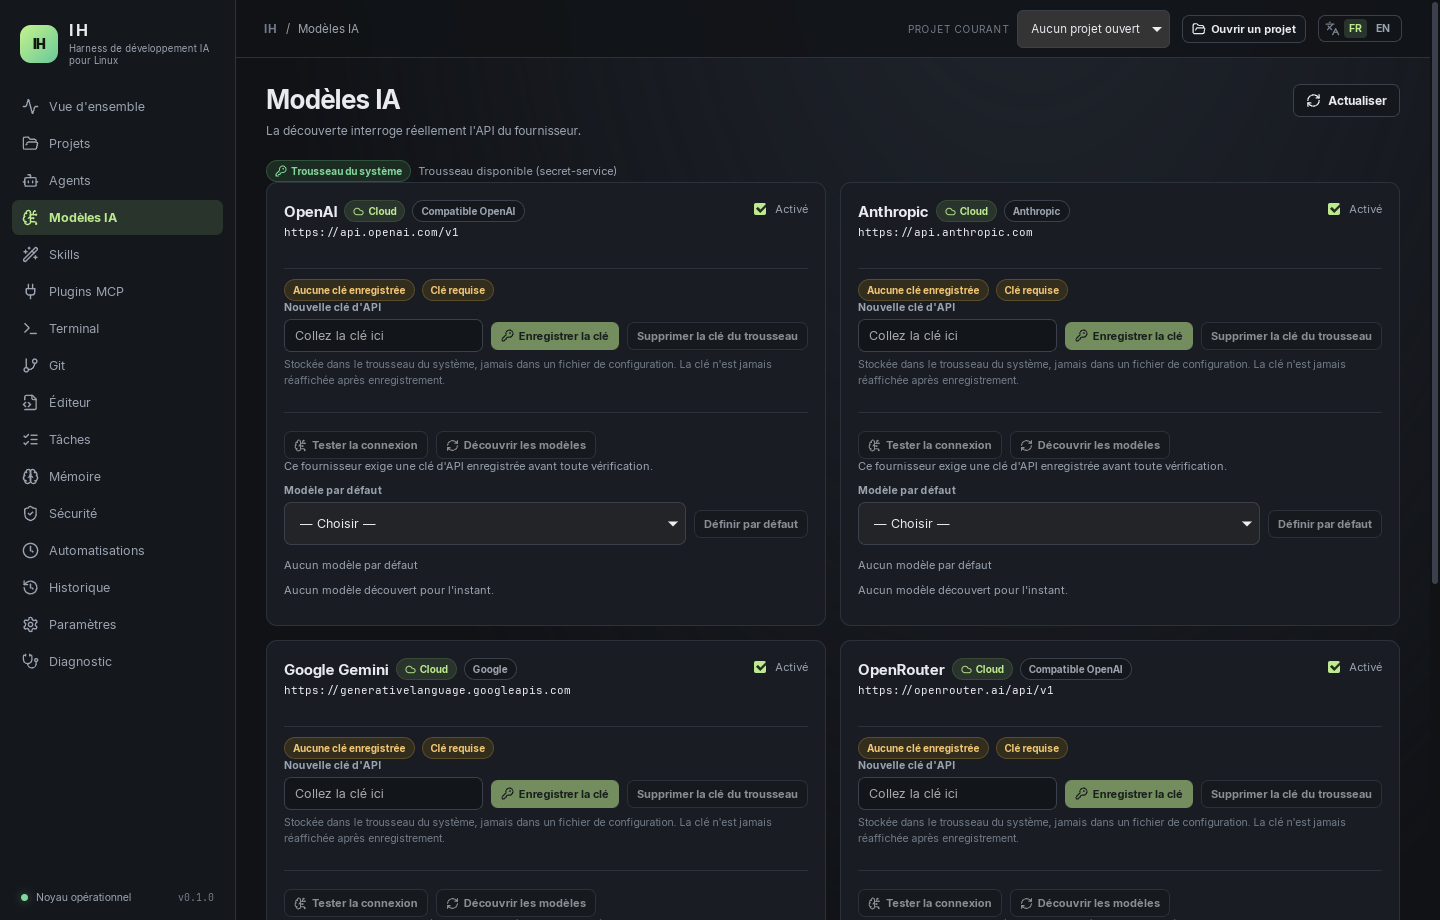 IH
IH
Harness de développement IA
pour Linux
Vue d'ensemble
Projets
Agents
Modèles IA
Skills
Plugins MCP
Terminal
Git
Éditeur
Tâches
Mémoire
Sécurité
Automatisations
Historique
Paramètres
Diagnostic
Noyau opérationnel v0.1.0
IH / Modèles IA
PROJET COURANT Aucun projet ouvert Ouvrir un projet FR EN
Modèles IA
Actualiser
La découverte interroge réellement l'API du fournisseur.
Trousseau du système Trousseau disponible (secret-service)
OpenAI Cloud Compatible OpenAI Activé
https://api.openai.com/v1
Aucune clé enregistrée Clé requise
Nouvelle clé d'API
Collez la clé ici Enregistrer la clé Supprimer la clé du trousseau
Stockée dans le trousseau du système, jamais dans un fichier de configuration. La clé n'est jamais
réaffichée après enregistrement.
Tester la connexion Découvrir les modèles
Ce fournisseur exige une clé d'API enregistrée avant toute vérification.
Modèle par défaut
— Choisir — Définir par défaut
Aucun modèle par défaut
Aucun modèle découvert pour l'instant.
Anthropic Cloud Anthropic Activé
https://api.anthropic.com
Aucune clé enregistrée Clé requise
Nouvelle clé d'API
Collez la clé ici Enregistrer la clé Supprimer la clé du trousseau
Stockée dans le trousseau du système, jamais dans un fichier de configuration. La clé n'est jamais
réaffichée après enregistrement.
Tester la connexion Découvrir les modèles
Ce fournisseur exige une clé d'API enregistrée avant toute vérification.
Modèle par défaut
— Choisir — Définir par défaut
Aucun modèle par défaut
Aucun modèle découvert pour l'instant.
Google Gemini Cloud Google Activé
https://generativelanguage.googleapis.com
Aucune clé enregistrée Clé requise
Nouvelle clé d'API
Collez la clé ici Enregistrer la clé Supprimer la clé du trousseau
Stockée dans le trousseau du système, jamais dans un fichier de configuration. La clé n'est jamais
réaffichée après enregistrement.
Tester la connexion Découvrir les modèles
OpenRouter Cloud Compatible OpenAI Activé
https://openrouter.ai/api/v1
Aucune clé enregistrée Clé requise
Nouvelle clé d'API
Collez la clé ici Enregistrer la clé Supprimer la clé du trousseau
Stockée dans le trousseau du système, jamais dans un fichier de configuration. La clé n'est jamais
réaffichée après enregistrement.
Tester la connexion Découvrir les modèles